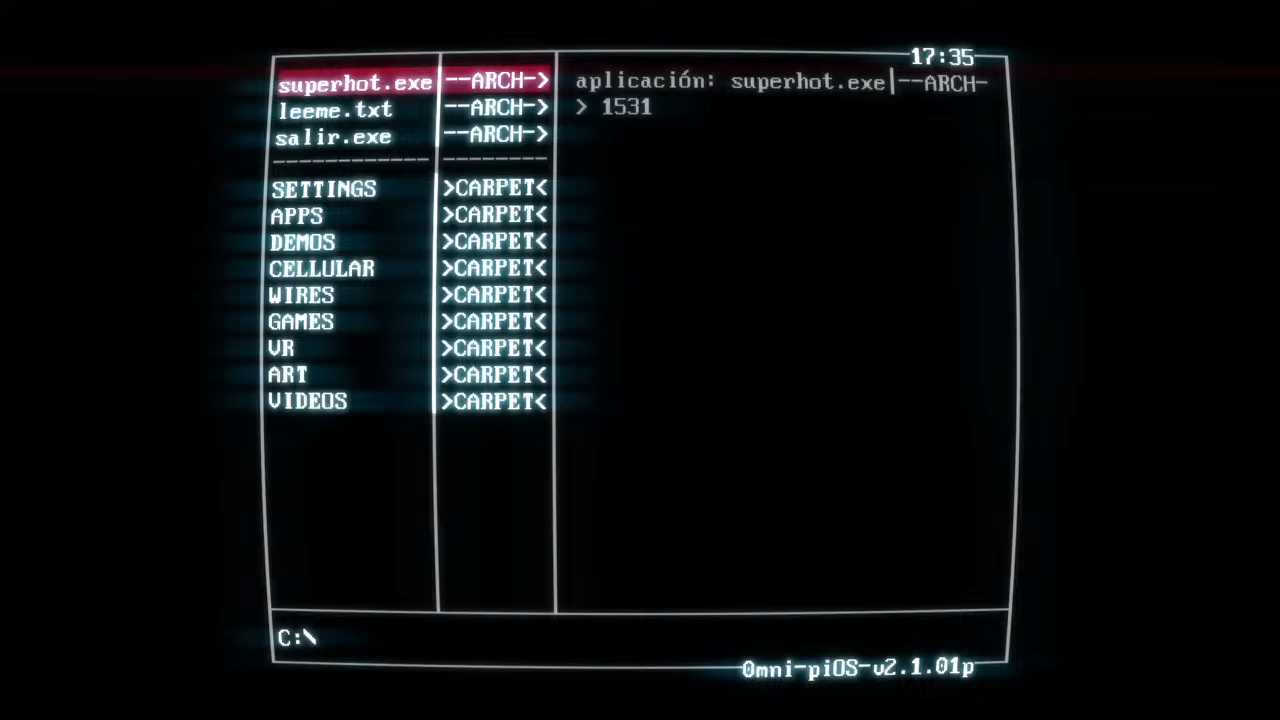 17:35
superhot.exe --ARCH-> aplicación: superhot.exe|--ARCH-
leeme.txt --ARCH-> > 1531
salir.exe --ARCH->
------------ --------
SETTINGS >CARPET<
APPS >CARPET<
DEMOS >CARPET<
CELLULAR >CARPET<
WIRES >CARPET<
GAMES >CARPET<
VR >CARPET<
ART >CARPET<
VIDEOS >CARPET<
C:\
Omni-piOS-v2.1.01p